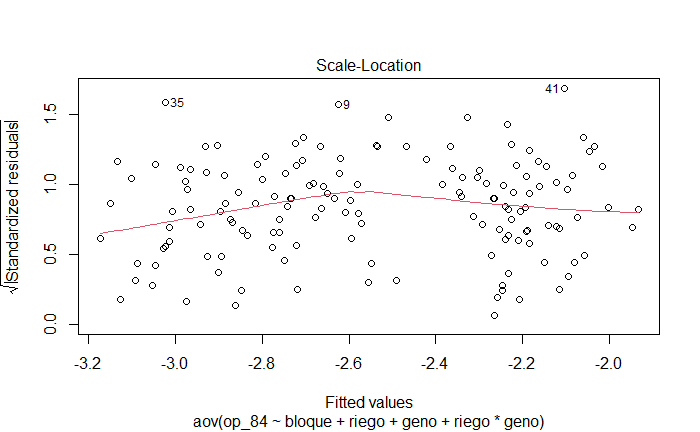 Scale-Location
√|Standardized residuals|
0.0 0.5 1.0 1.5
35
9
41
-3.2 -3.0 -2.8 -2.6 -2.4 -2.2 -2.0
Fitted values
aov(op_84 ~ bloque + riego + geno + riego * geno)